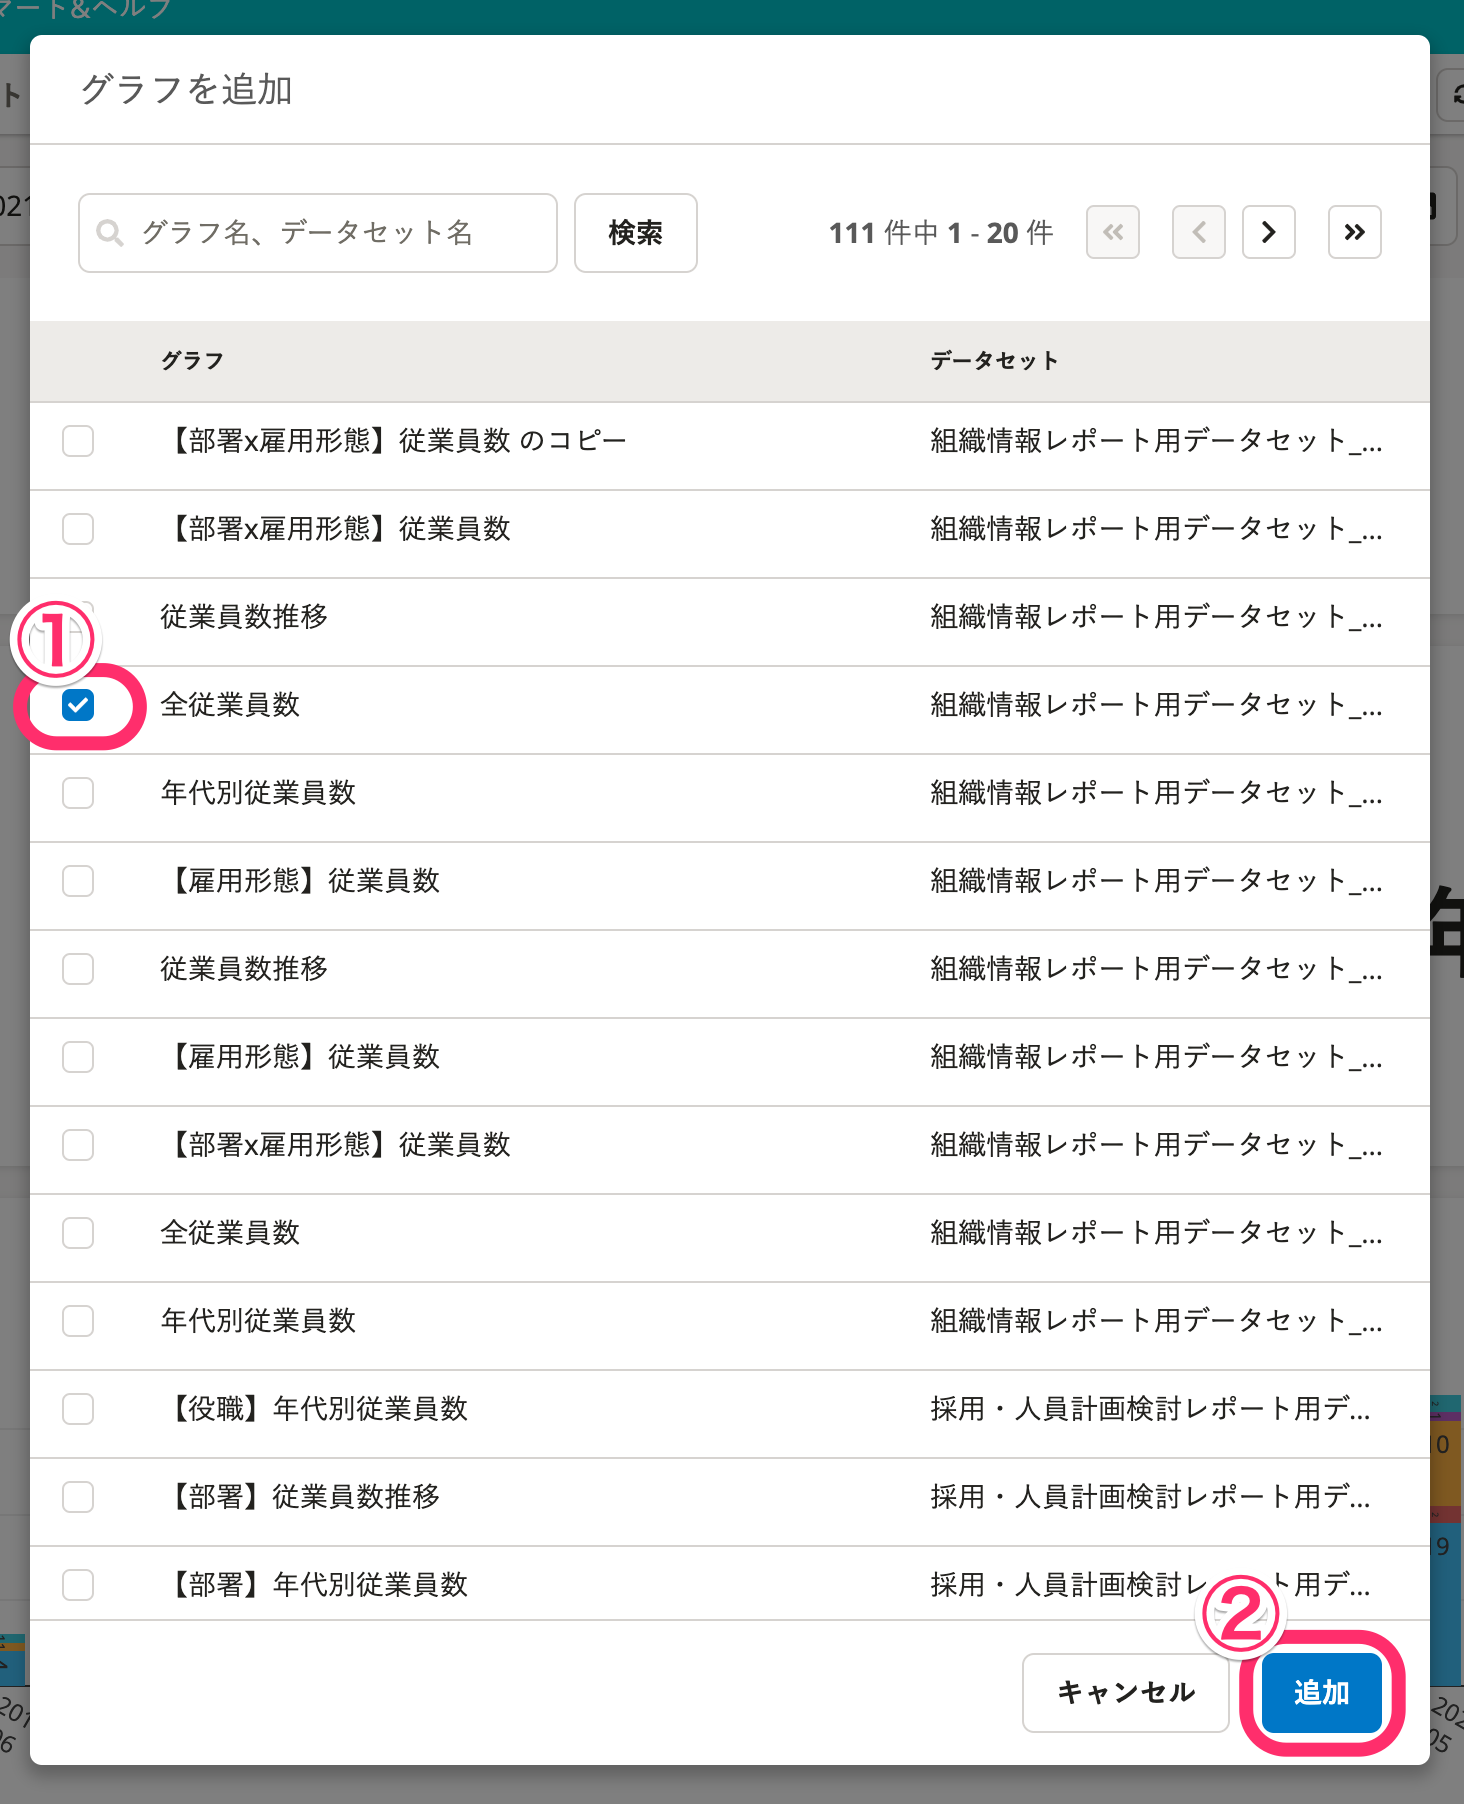 マート&ヘルプ
グラフを追加
グラフ名、データセット名
検索
111 件中 1 - 20 件
グラフ データセット
【部署x雇用形態】従業員数 のコピー 組織情報レポート用データセット_...
【部署x雇用形態】従業員数 組織情報レポート用データセット_...
①
従業員数推移 組織情報レポート用データセット_...
全従業員数 組織情報レポート用データセット_...
年代別従業員数 組織情報レポート用データセット_...
【雇用形態】従業員数 組織情報レポート用データセット_...
従業員数推移 組織情報レポート用データセット_...
【雇用形態】従業員数 組織情報レポート用データセット_...
【部署x雇用形態】従業員数 組織情報レポート用データセット_...
全従業員数 組織情報レポート用データセット_...
年代別従業員数 組織情報レポート用データセット_...
【役職】年代別従業員数 採用・人員計画検討レポート用デ...
【部署】従業員数推移 採用・人員計画検討レポート用デ...
【部署】年代別従業員数 採用・人員計画検討レポート用デ...
②
キャンセル 追加